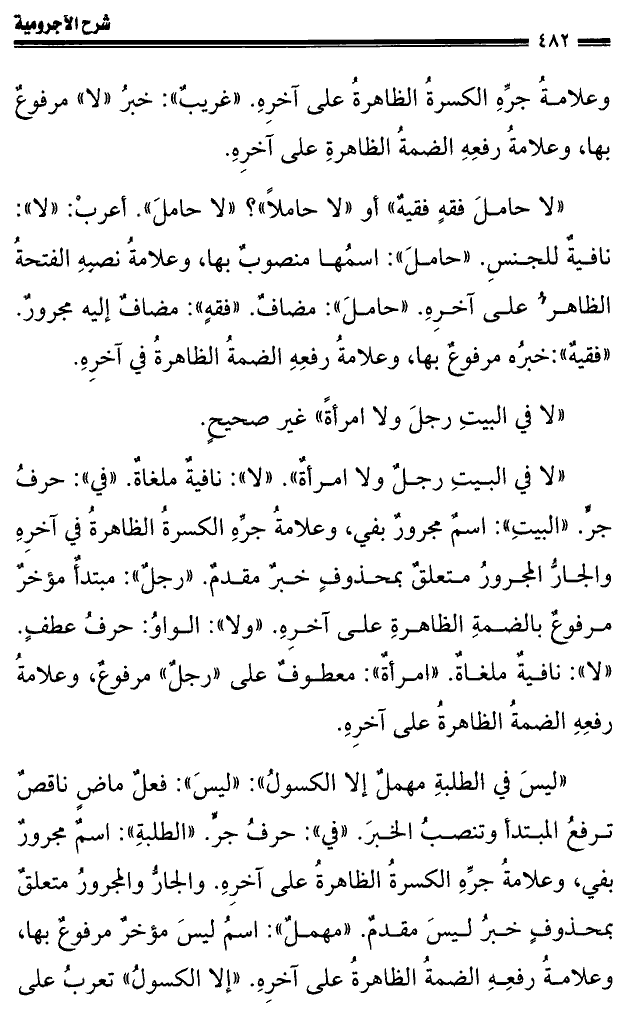 شرح الآجرومية
٤٨٢
وعلامةُ جرِّهِ الكسرةُ الظاهرةُ على آخرِهِ. «غريبٌ»: خبرُ «لا» مرفوعٌ
بها، وعلامةُ رفعِهِ الضمةُ الظاهرةِ على آخرِهِ.
«لا حاملَ فقهٍ فقيهٌ» أو «لا حاملاً»؟ «لا حاملَ». أعربْ: «لا»:
نافيةٌ للجنسِ. «حاملَ»: اسمُها منصوبٌ بها، وعلامةُ نصبِهِ الفتحةُ
الظاهرُ على آخرِهِ. «حاملَ»: مضافٌ. «فقهٍ»: مضافٌ إليه مجرورٌ.
«فقيهٌ»:خبرُه مرفوعٌ بها، وعلامةُ رفعِهِ الضمةُ الظاهرةُ في آخرِهِ.
«لا في البيتِ رجلَ ولا امرأةً» غير صحيحٍ.
«لا في البيتِ رجلٌ ولا امرأةٌ». «لا»: نافيةٌ ملغاةٌ. «في»: حرفُ
جرٍّ. «البيتِ»: اسمٌ مجرورٌ بفي، وعلامةُ جرِّهِ الكسرةُ الظاهرةُ في آخرِهِ
والجارُّ المجرورُ متعلقٌ بمحذوفٍ خبرٌ مقدمٌ. «رجلٌ»: مبتدأٌ مؤخرٌ
مرفوعٌ بالضمةِ الظاهرةِ على آخرِهِ. «ولا»: الواوُ: حرفُ عطفٍ.
«لا»: نافيةٌ ملغاةٌ. «امرأةٌ»: معطوفٌ على «رجلٌ» مرفوعٌ، وعلامةُ
رفعِهِ الضمةُ الظاهرةُ على آخرِهِ.
«ليسَ في الطلبةِ مهملٌ إلا الكسولُ»: «ليسَ»: فعلٌ ماضٍ ناقصٌ
ترفعُ المبتدأ وتنصبُ الخبرَ. «في»: حرفُ جرٍّ. «الطلبةِ»: اسمٌ مجرورٌ
بفي، وعلامةُ جرِّهِ الكسرةُ الظاهرةُ على آخرِهِ. والجارُّ والمجرورُ متعلقٌ
بمحذوفٍ خبرُ ليسَ مقدمٌ. «مهملٌ»: اسمُ ليسَ مؤخرٌ مرفوعٌ بها،
وعلامةُ رفعِهِ الضمةُ الظاهرةُ على آخرِهِ. «إلا الكسولُ» تعربُ على